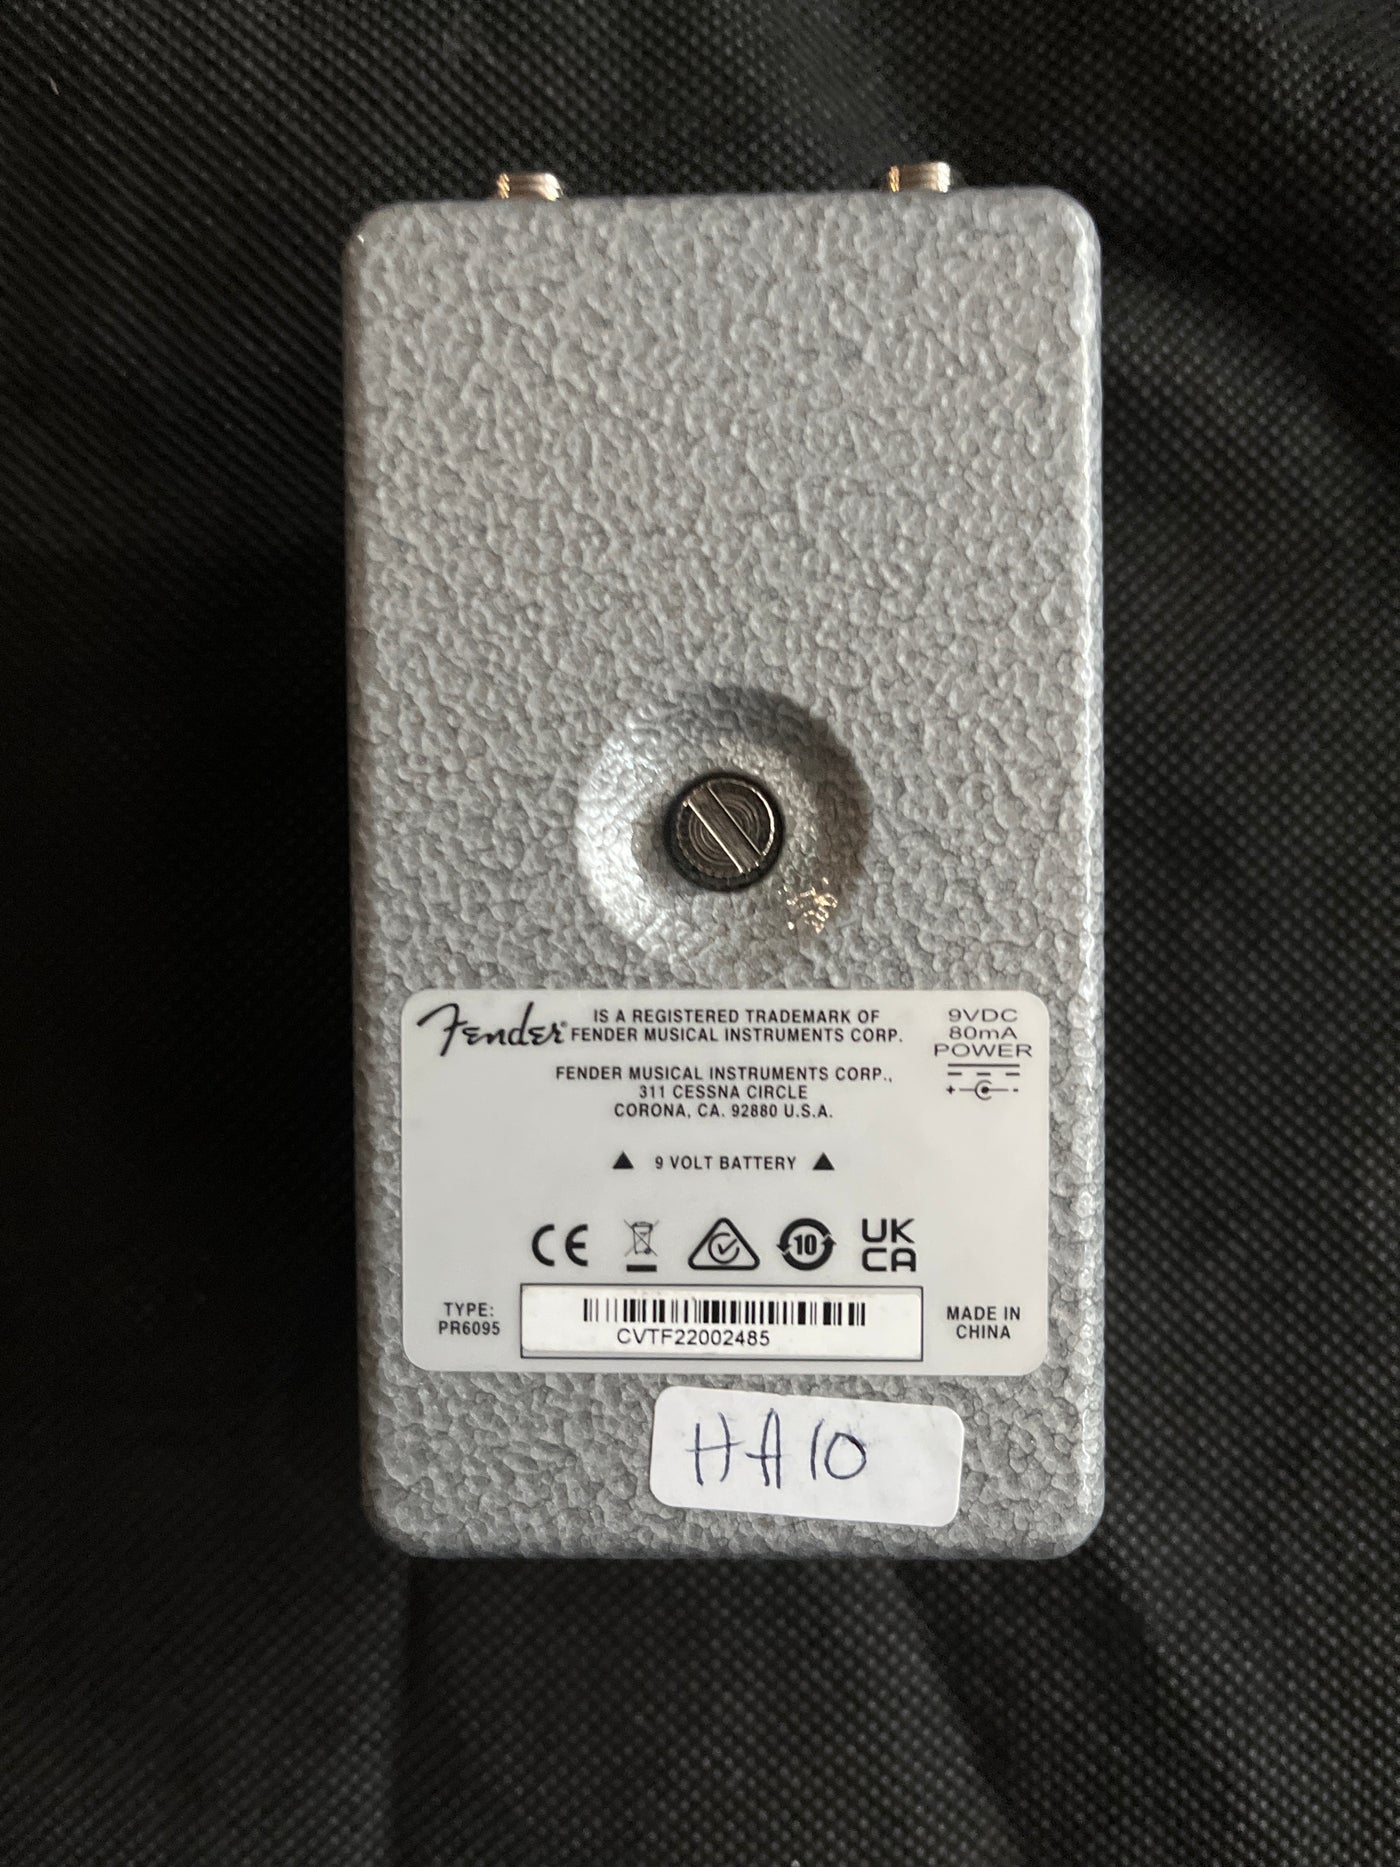 Fender® IS A REGISTERED TRADEMARK OF
FENDER MUSICAL INSTRUMENTS CORP.
FENDER MUSICAL INSTRUMENTS CORP.,
311 CESSNA CIRCLE
CORONA, CA. 92880 U.S.A.
9VDC
80mA
POWER
+ -
9 VOLT BATTERY
CE
10
UK
CA
TYPE:
PR6095
CVTF22002485
MADE IN
CHINA
HA10